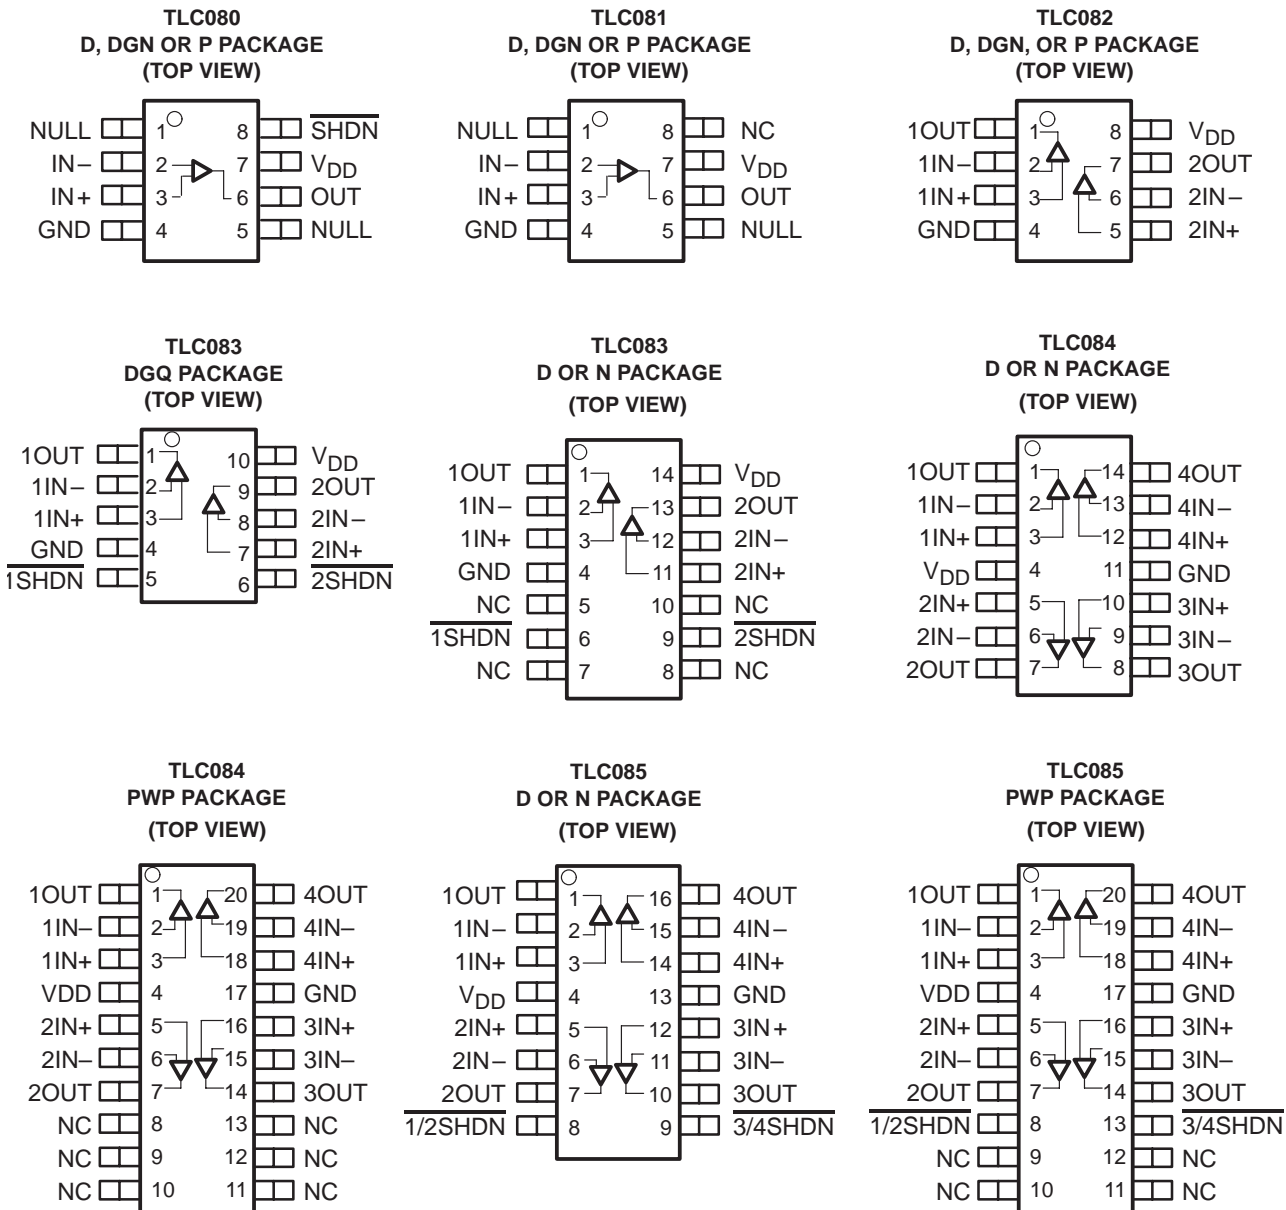 TLC080
D, DGN OR P PACKAGE
(TOP VIEW)
NULL 1 8 SHDN
IN− 2 7 VDD
IN+ 3 6 OUT
GND 4 5 NULL
TLC081
D, DGN OR P PACKAGE
(TOP VIEW)
NULL 1 8 NC
IN− 2 7 VDD
IN+ 3 6 OUT
GND 4 5 NULL
TLC082
D, DGN, OR P PACKAGE
(TOP VIEW)
1OUT 1 8 VDD
1IN− 2 7 2OUT
1IN+ 3 6 2IN−
GND 4 5 2IN+
TLC083
DGQ PACKAGE
(TOP VIEW)
1OUT 1 10 VDD
1IN− 2 9 2OUT
1IN+ 3 8 2IN−
GND 4 7 2IN+
1SHDN 5 6 2SHDN
TLC083
D OR N PACKAGE
(TOP VIEW)
1OUT 1 14 VDD
1IN− 2 13 2OUT
1IN+ 3 12 2IN−
GND 4 11 2IN+
NC 5 10 NC
1SHDN 6 9 2SHDN
NC 7 8 NC
TLC084
D OR N PACKAGE
(TOP VIEW)
1OUT 1 14 4OUT
1IN− 2 13 4IN−
1IN+ 3 12 4IN+
VDD 4 11 GND
2IN+ 5 10 3IN+
2IN− 6 9 3IN−
2OUT 7 8 3OUT
TLC084
PWP PACKAGE
(TOP VIEW)
1OUT 1 20 4OUT
1IN− 2 19 4IN−
1IN+ 3 18 4IN+
VDD 4 17 GND
2IN+ 5 16 3IN+
2IN− 6 15 3IN−
2OUT 7 14 3OUT
NC 8 13 NC
NC 9 12 NC
NC 10 11 NC
TLC085
D OR N PACKAGE
(TOP VIEW)
1OUT 1 16 4OUT
1IN− 2 15 4IN−
1IN+ 3 14 4IN+
VDD 4 13 GND
2IN+ 5 12 3IN+
2IN− 6 11 3IN−
2OUT 7 10 3OUT
1/2SHDN 8 9 3/4SHDN
TLC085
PWP PACKAGE
(TOP VIEW)
1OUT 1 20 4OUT
1IN− 2 19 4IN−
1IN+ 3 18 4IN+
VDD 4 17 GND
2IN+ 5 16 3IN+
2IN− 6 15 3IN−
2OUT 7 14 3OUT
1/2SHDN 8 13 3/4SHDN
NC 9 12 NC
NC 10 11 NC